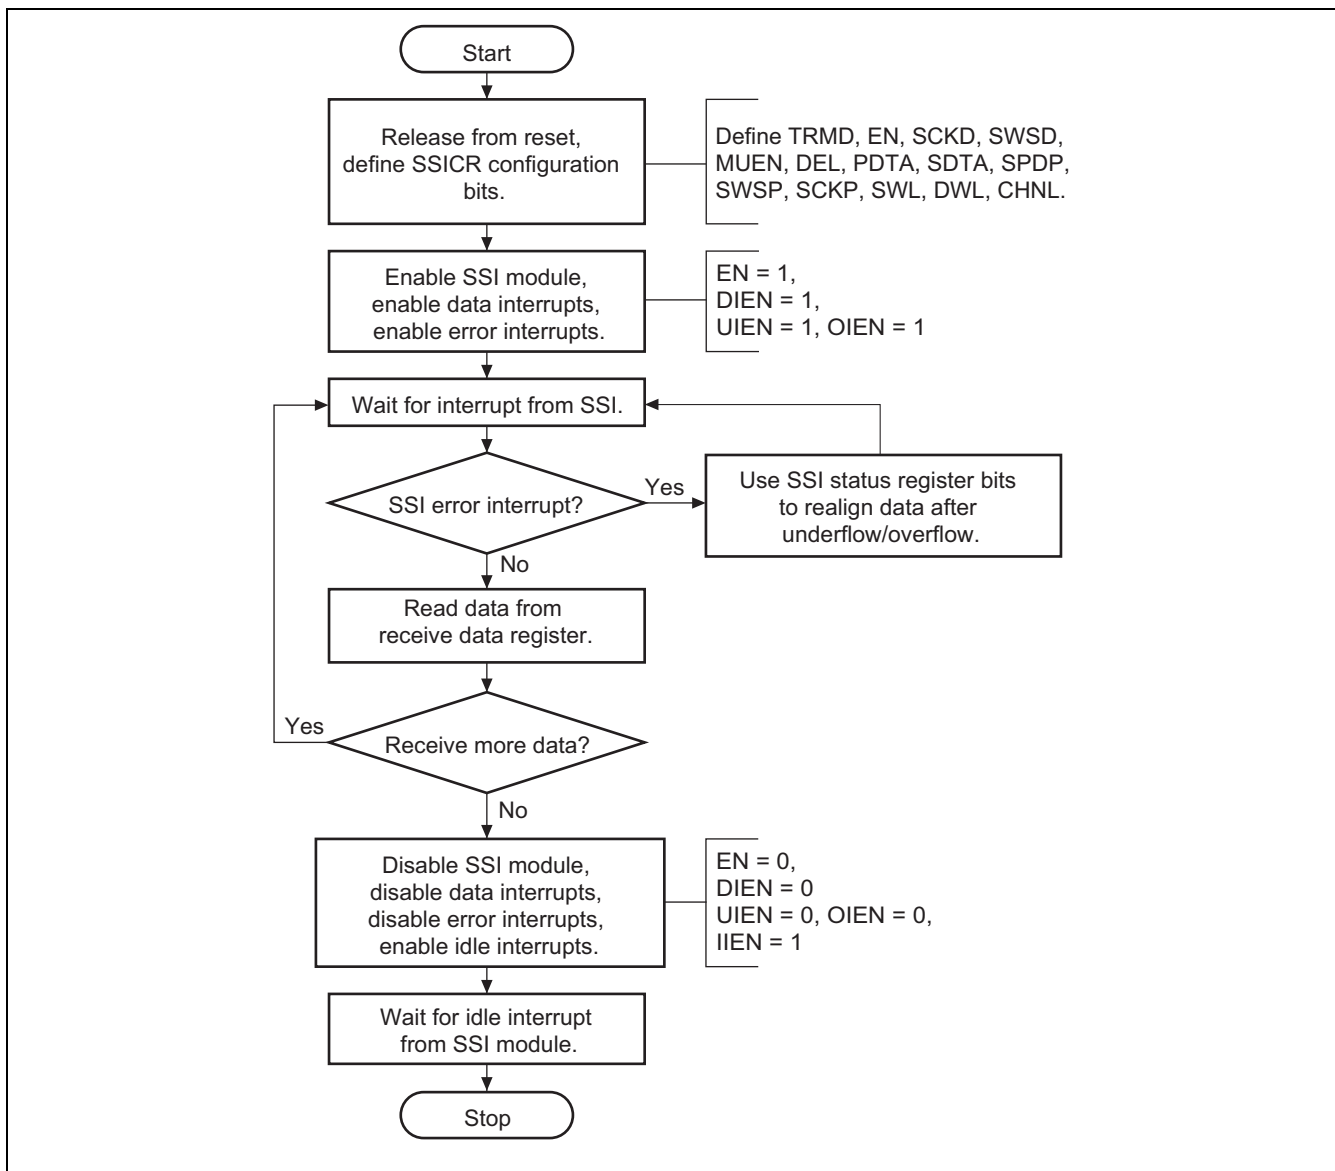 Start
Release from reset,
define SSICR configuration
bits.
Define TRMD, EN, SCKD, SWSD,
MUEN, DEL, PDTA, SDTA, SPDP,
SWSP, SCKP, SWL, DWL, CHNL.
Enable SSI module,
enable data interrupts,
enable error interrupts.
EN = 1,
DIEN = 1,
UIEN = 1, OIEN = 1
Wait for interrupt from SSI.
SSI error interrupt?
Yes
Use SSI status register bits
to realign data after
underflow/overflow.
No
Read data from
receive data register.
Yes
Receive more data?
No
Disable SSI module,
disable data interrupts,
disable error interrupts,
enable idle interrupts.
EN = 0,
DIEN = 0
UIEN = 0, OIEN = 0,
IIEN = 1
Wait for idle interrupt
from SSI module.
Stop